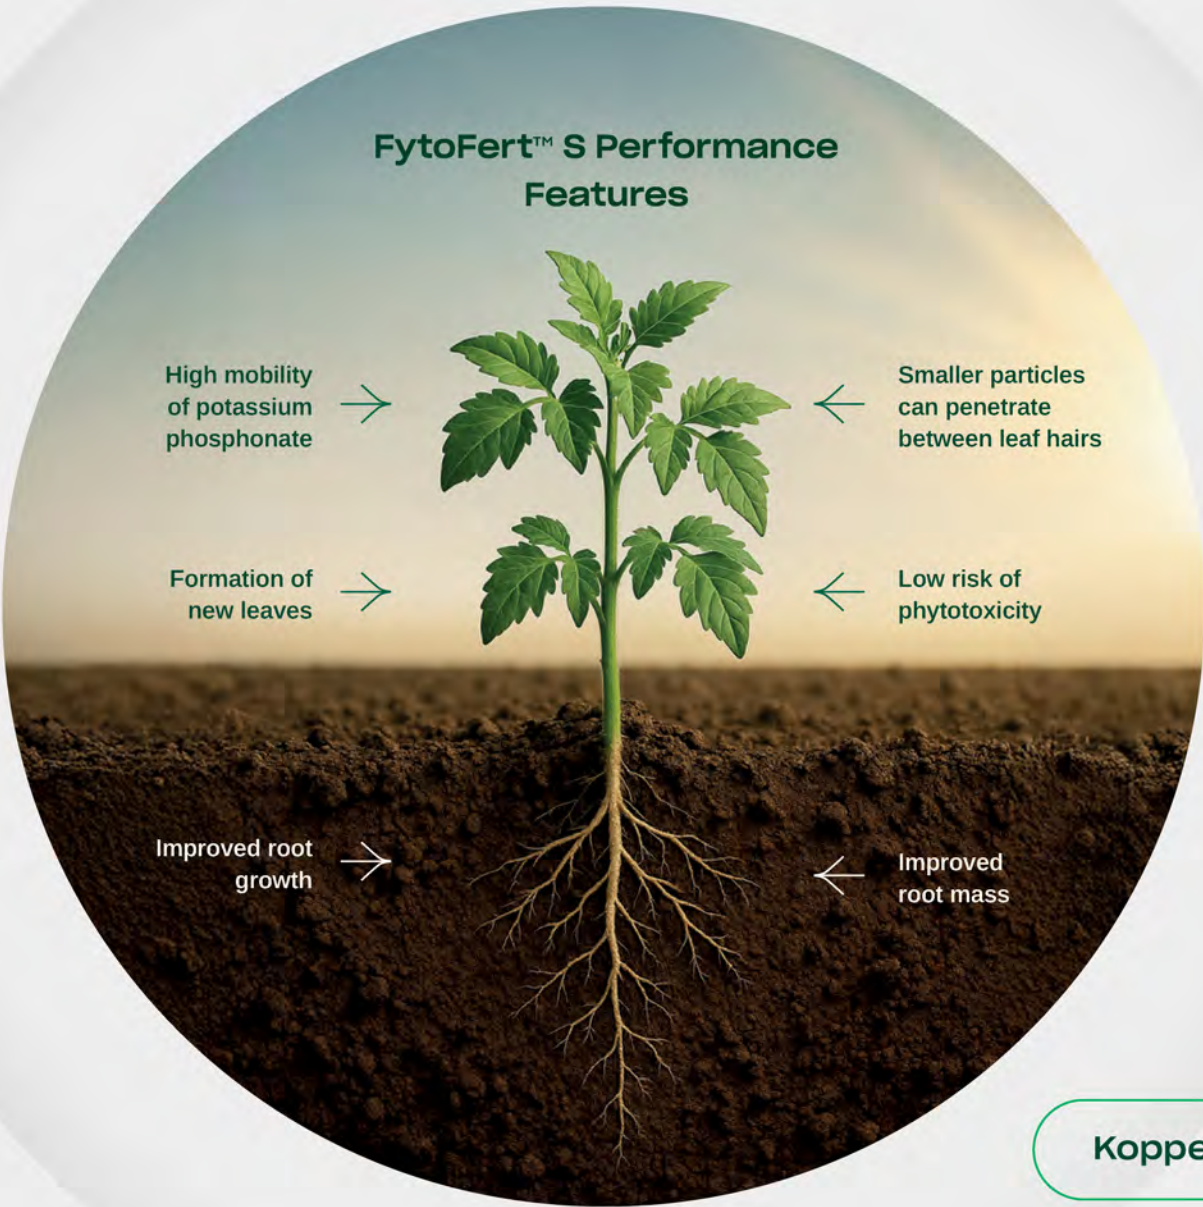 FytoFert™ S Performance
Features
High mobility
of potassium
phosphonate
Smaller particles
can penetrate
between leaf hairs
Formation of
new leaves
Low risk of
phytotoxicity
Improved root
growth
Improved
root mass